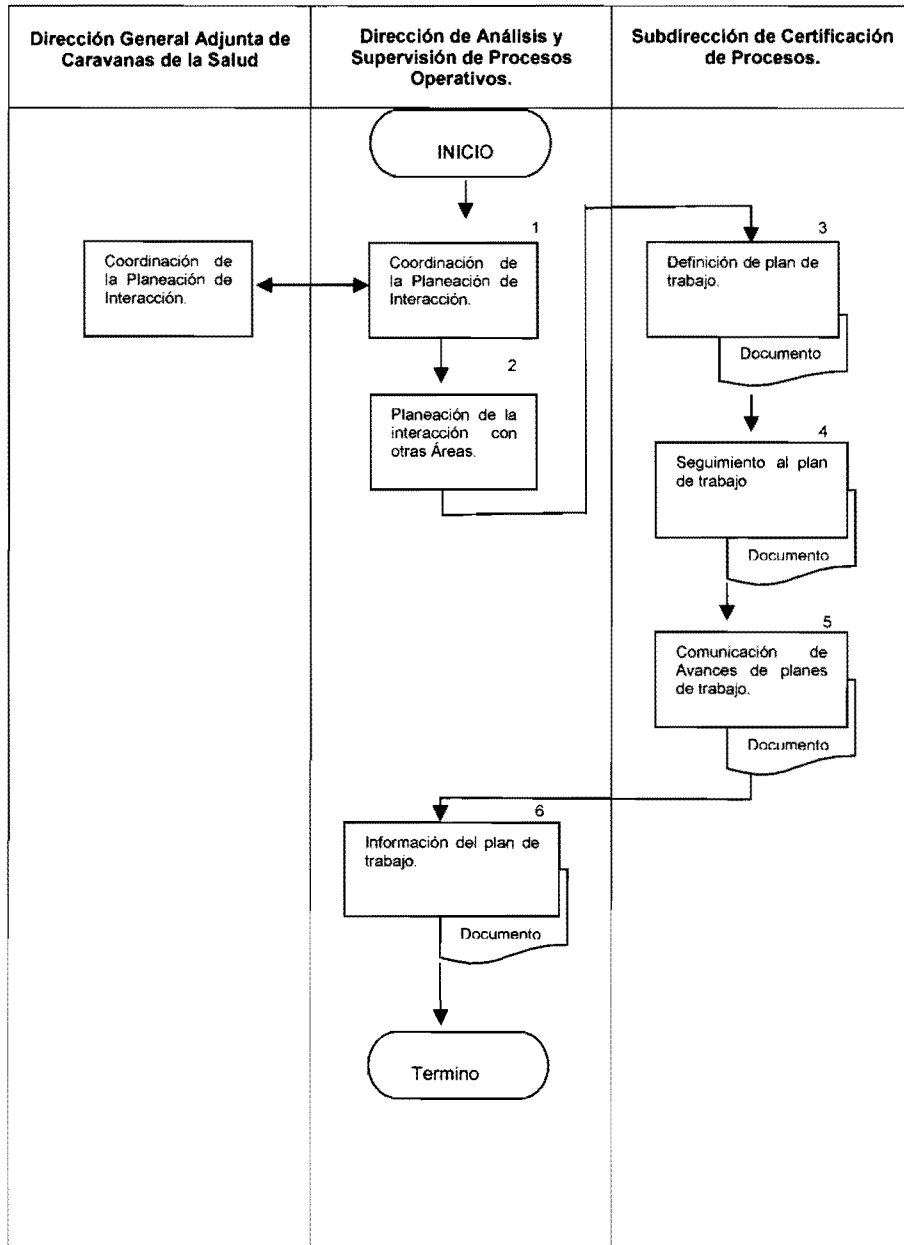 Dirección General Adjunta de
Caravanas de la Salud
Dirección de Análisis y
Supervisión de Procesos
Operativos.
Subdirección de Certificación
de Procesos.
INICIO
Coordinación de
la Planeación de
Interacción.
1
Coordinación de
la Planeación de
Interacción.
2
Planeación de la
interacción con
otras Áreas.
3
Definición de plan de
trabajo.
Documento
4
Seguimiento al plan
de trabajo
Documento
5
Comunicación de
Avances de planes
de trabajo.
Documento
6
Información del plan de
trabajo.
Documento
Termino